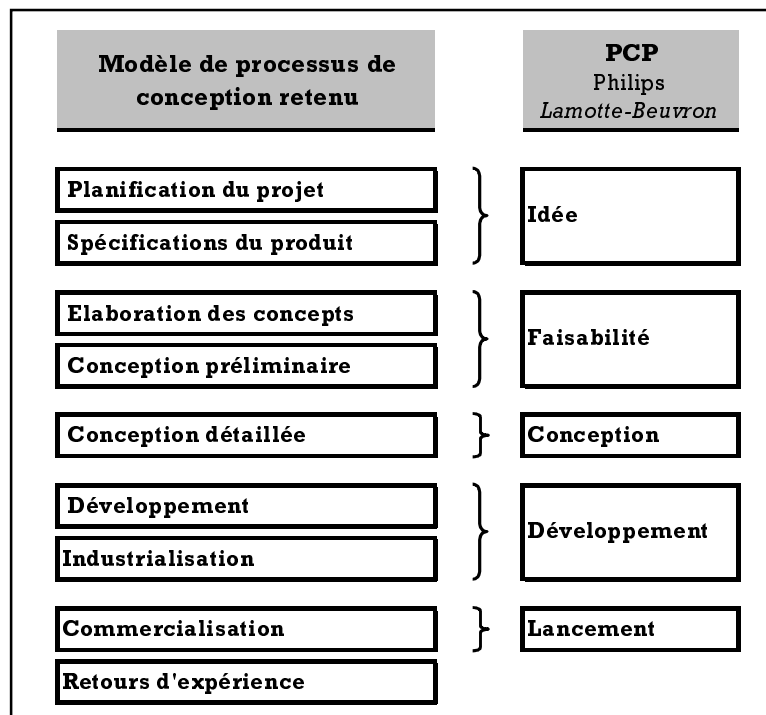 Modèle de processus de
conception retenu
PCP
Philips
Lamotte-Beuvron
Planification du projet
Spécifications du produit
Idée
Elaboration des concepts
Conception préliminaire
Faisabilité
Conception détaillée
Conception
Développement
Industrialisation
Développement
Commercialisation
Lancement
Retours d'expérience